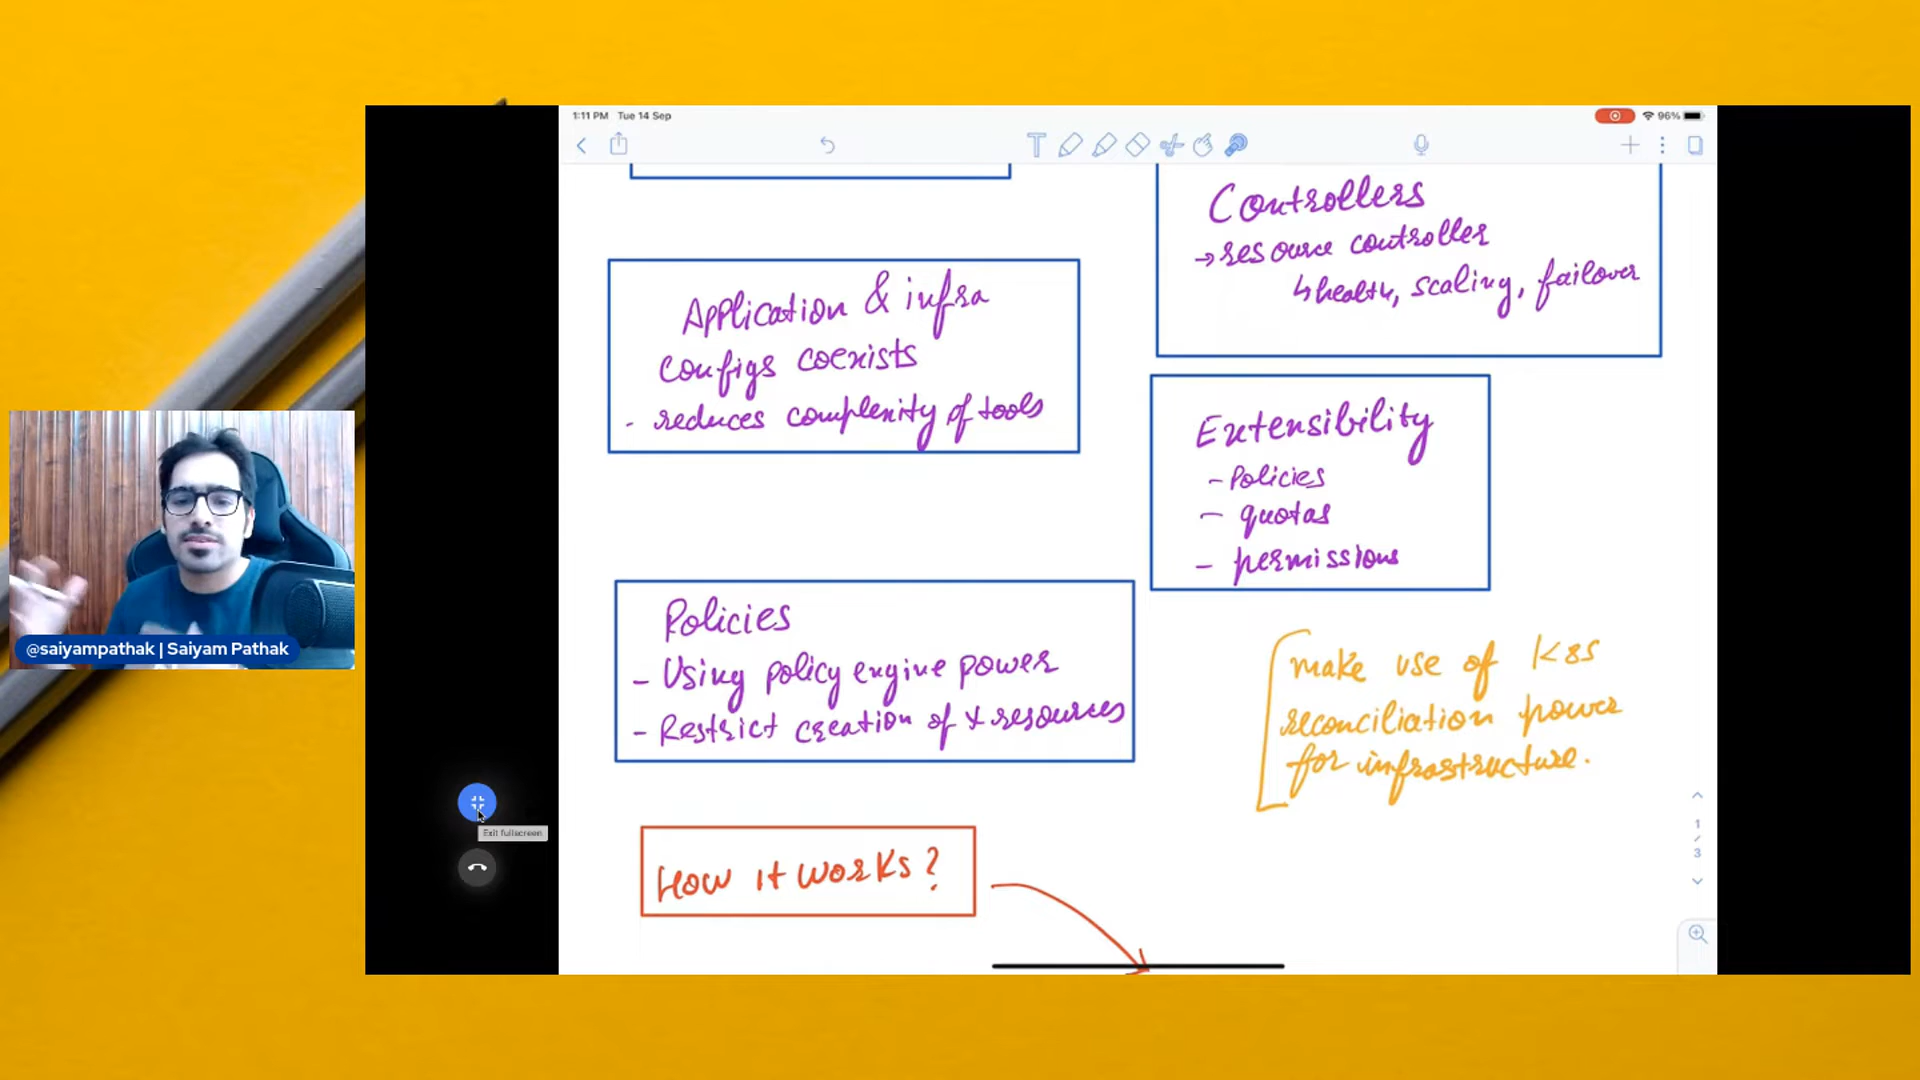 1:11 PM Tue 14 Sep
96%
Controllers
→ resource controller
↳ health, scaling, failover
Application & infra
configs coexists
- reduces complexity of tools
Extensibility
- Policies
- quotas
- permissions
Policies
- Using policy engine power
- Restrict creation of x resources
make use of K8s
reconciliation power
for infrastructure.
How it works?
@saiyampathak | Saiyam Pathak
Exit fullscreen
1
/
3